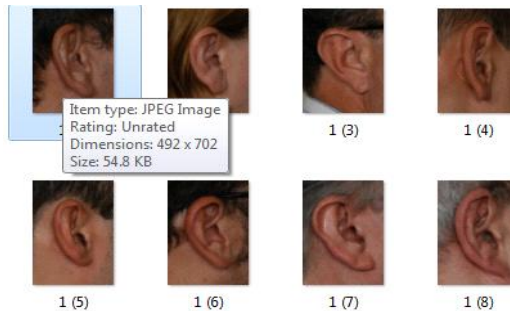 1 (3)
1 (4)
Item type: JPEG Image
Rating: Unrated
Dimensions: 492 x 702
Size: 54.8 KB
1 (5)
1 (6)
1 (7)
1 (8)